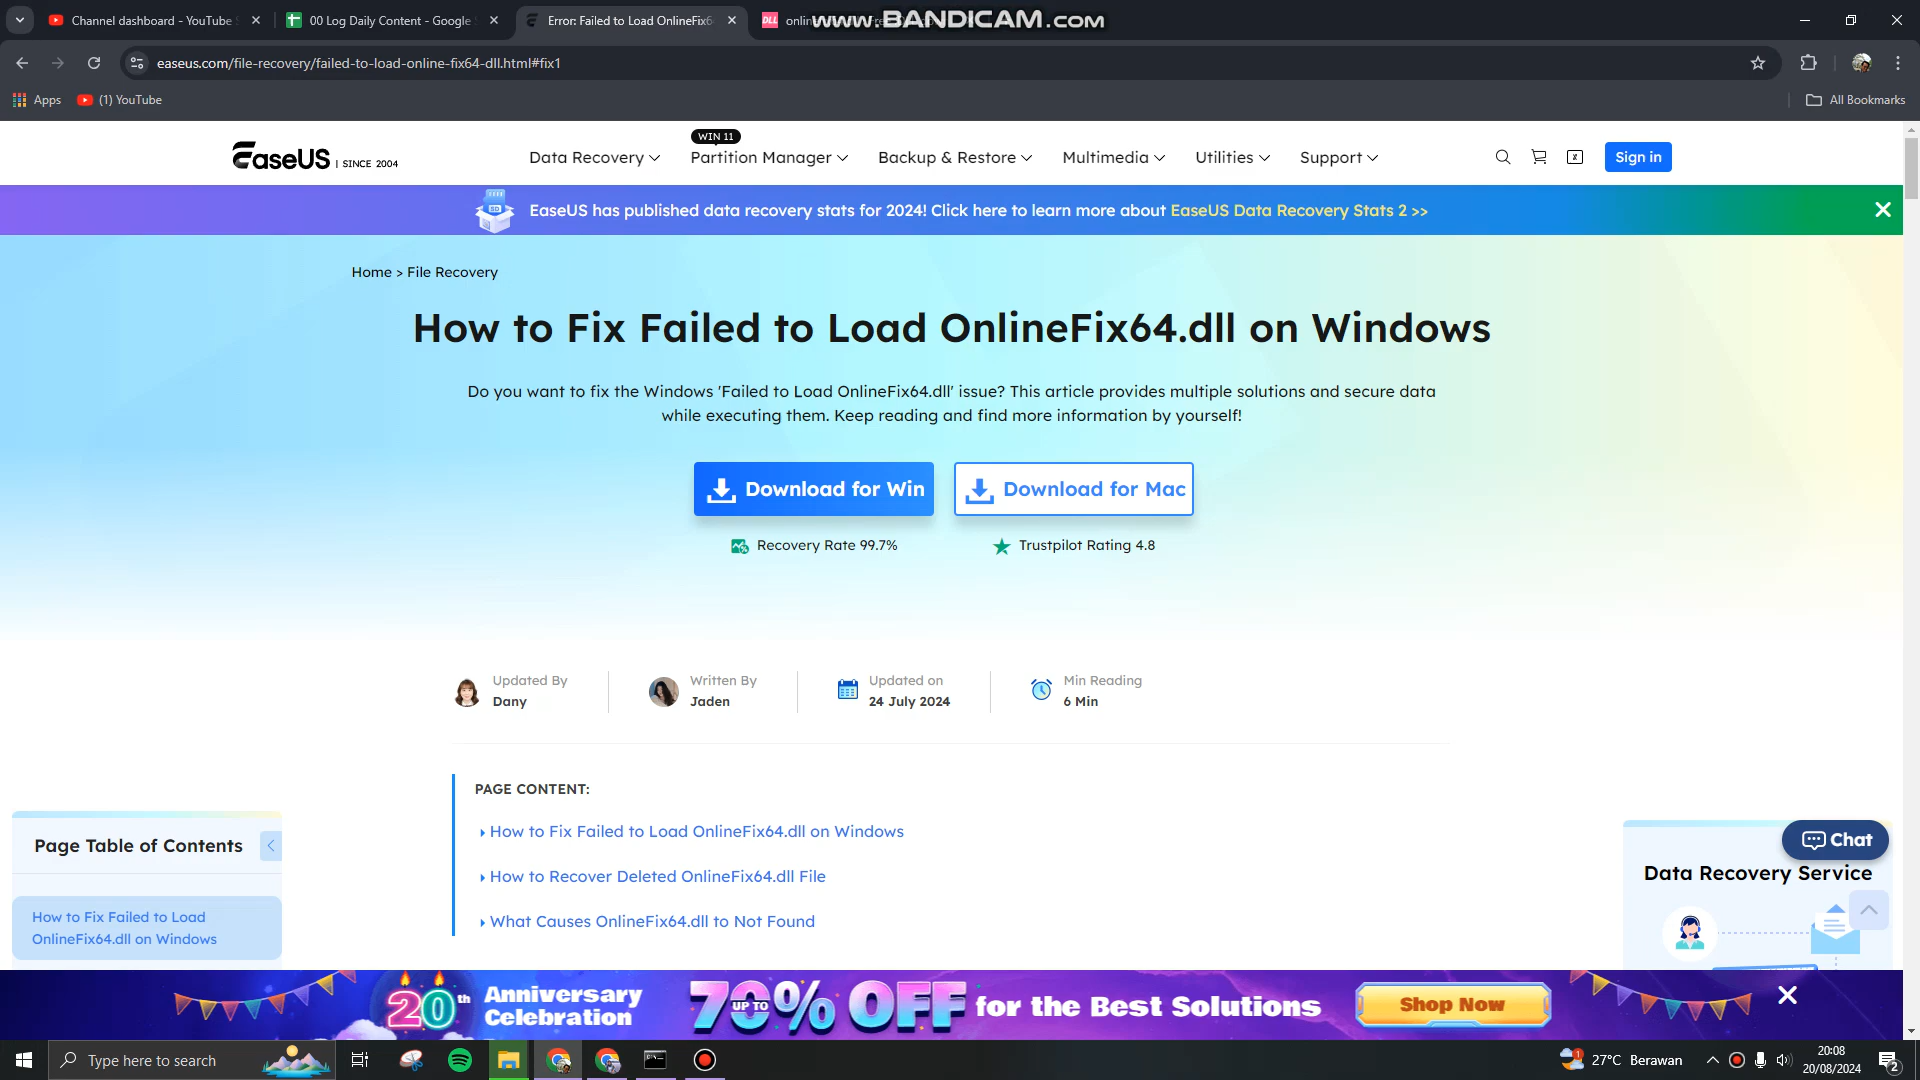 Channel dashboard - YouTube
00 Log Daily Content - Google
Error: Failed to Load OnlineFix6
DLL
WWW.BANDICAM.COM
easeus.com/file-recovery/failed-to-load-online-fix64-dll.html#fix1
Apps
(1) YouTube
All Bookmarks
EaseUS | SINCE 2004
WIN 11
Data Recovery
Partition Manager
Backup & Restore
Multimedia
Utilities
Support
Sign in
EaseUS has published data recovery stats for 2024! Click here to learn more about EaseUS Data Recovery Stats 2 >>
Home > File Recovery
How to Fix Failed to Load OnlineFix64.dll on Windows
Do you want to fix the Windows 'Failed to Load OnlineFix64.dll' issue? This article provides multiple solutions and secure data
while executing them. Keep reading and find more information by yourself!
Download for Win
Download for Mac
Recovery Rate 99.7%
Trustpilot Rating 4.8
Updated By
Dany
Written By
Jaden
Updated on
24 July 2024
Min Reading
6 Min
PAGE CONTENT:
How to Fix Failed to Load OnlineFix64.dll on Windows
How to Recover Deleted OnlineFix64.dll File
What Causes OnlineFix64.dll to Not Found
Page Table of Contents
How to Fix Failed to Load
OnlineFix64.dll on Windows
Chat
Data Recovery Service
20th Anniversary
Celebration
UP TO 70% OFF for the Best Solutions
Shop Now
Type here to search
27°C Berawan
20:08
20/08/2024
2